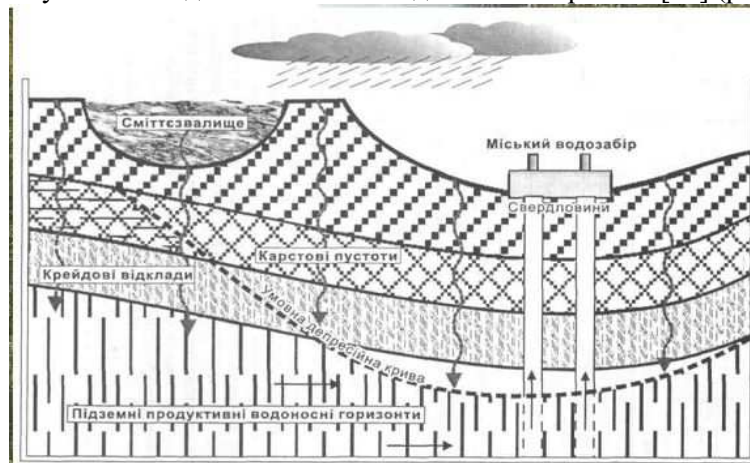 Сміттєзвалище
Міський водозабір
Свердловини
Карстові пустоти
Крейдові відклади
Умовна депресійна крива
Підземні продуктивні водоносні горизонти